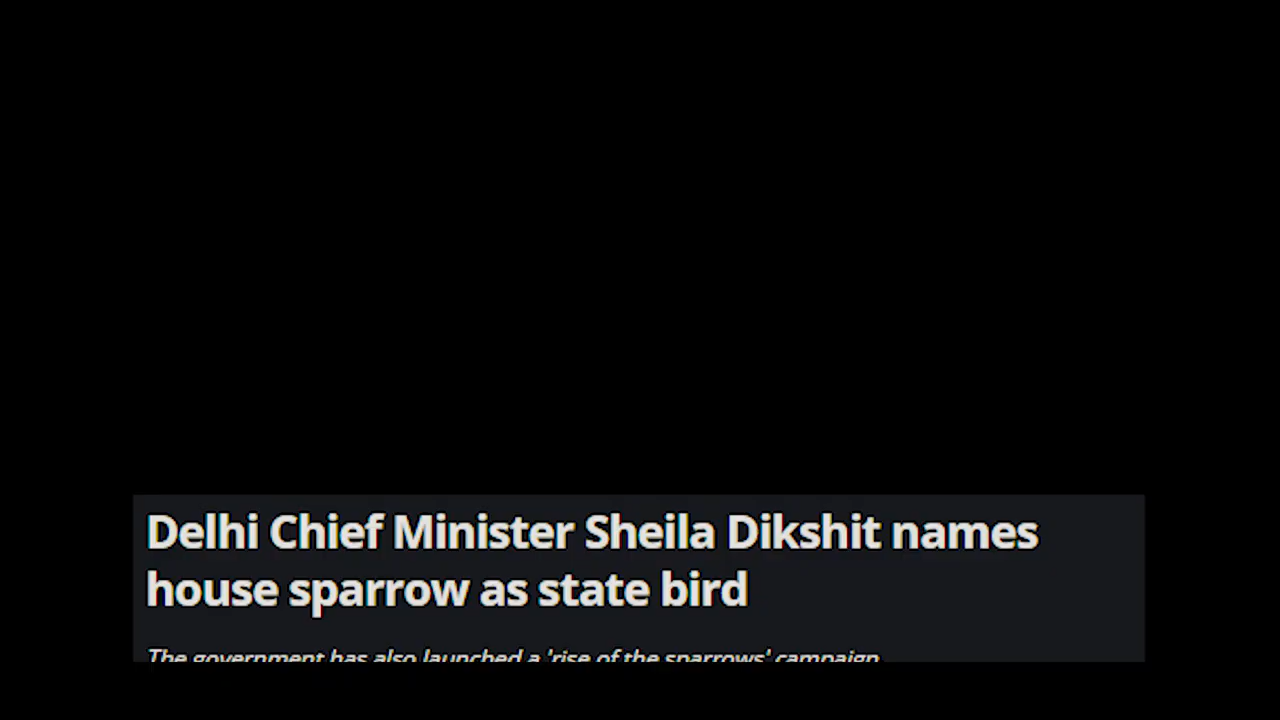 Delhi Chief Minister Sheila Dikshit names
house sparrow as state bird
The government has also launched a 'rise of the sparrows' campaign